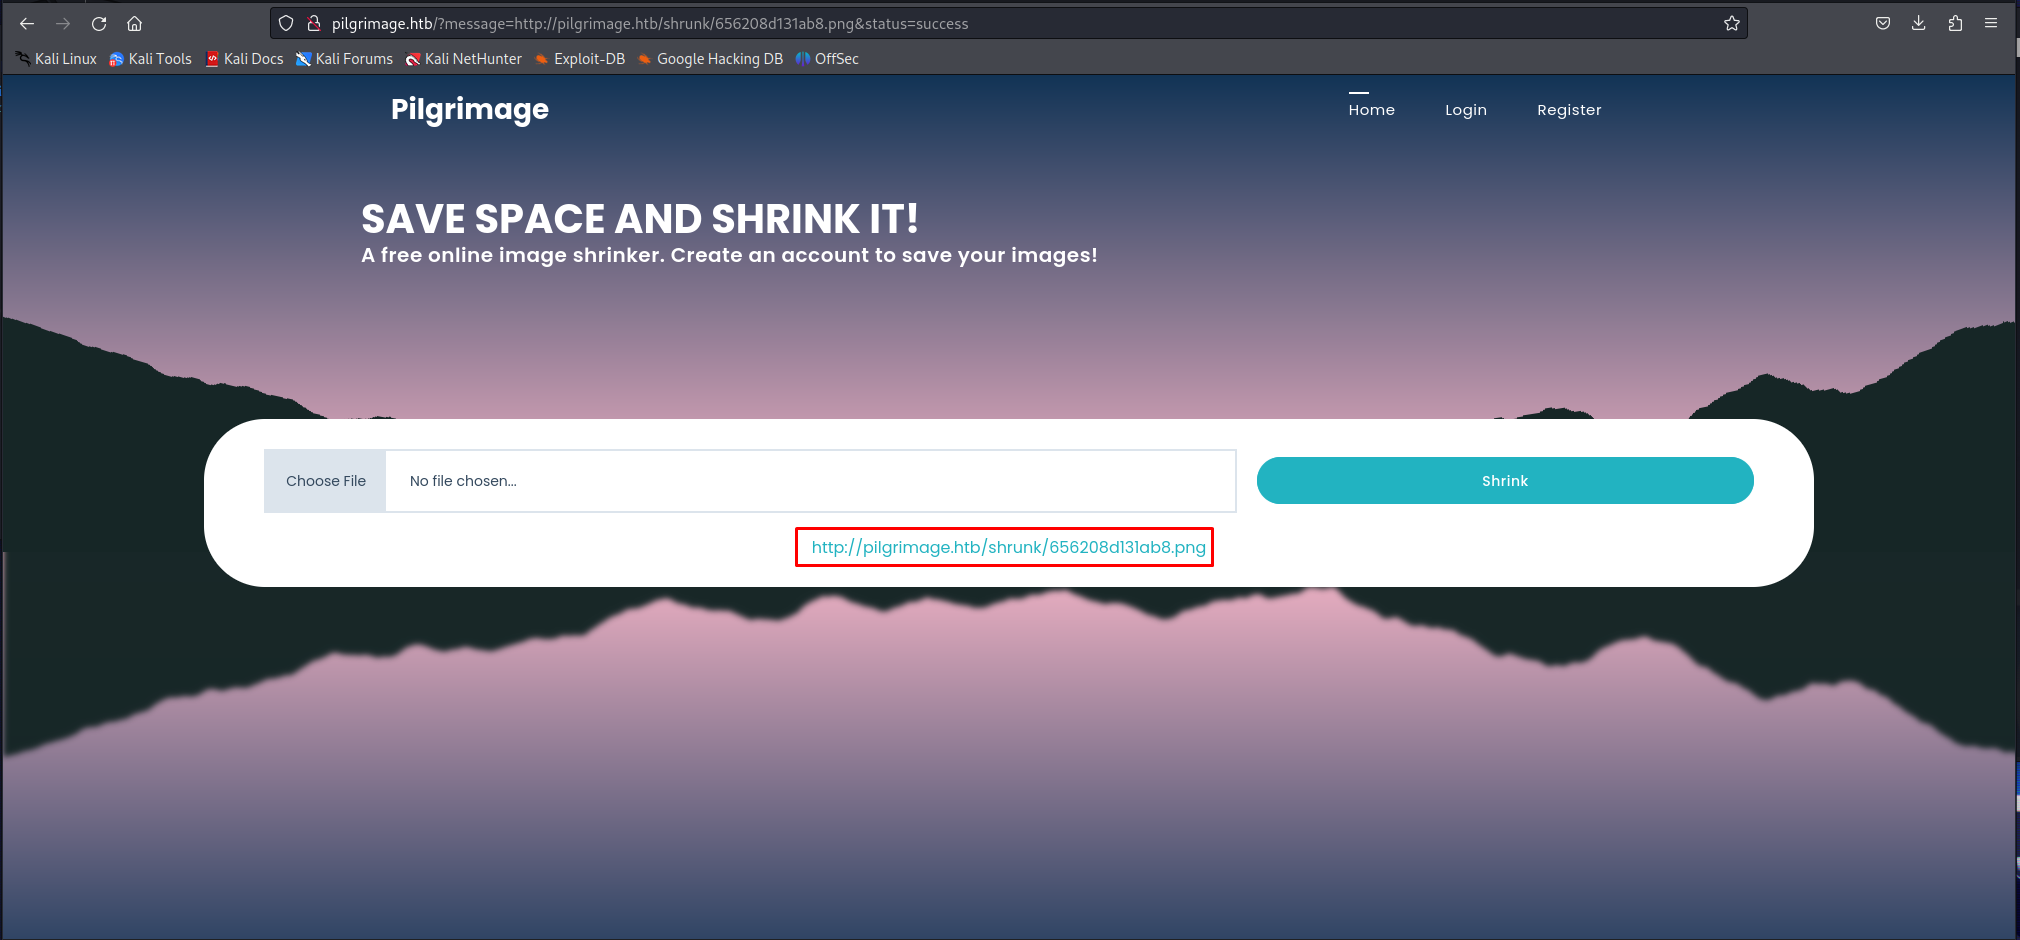 pilgrimage.htb/?message=http://pilgrimage.htb/shrunk/656208d131ab8.png&status=success
Kali Linux Kali Tools Kali Docs Kali Forums Kali NetHunter Exploit-DB Google Hacking DB OffSec
Pilgrimage Home Login Register
SAVE SPACE AND SHRINK IT!
A free online image shrinker. Create an account to save your images!
Choose File No file chosen... Shrink
http://pilgrimage.htb/shrunk/656208d131ab8.png